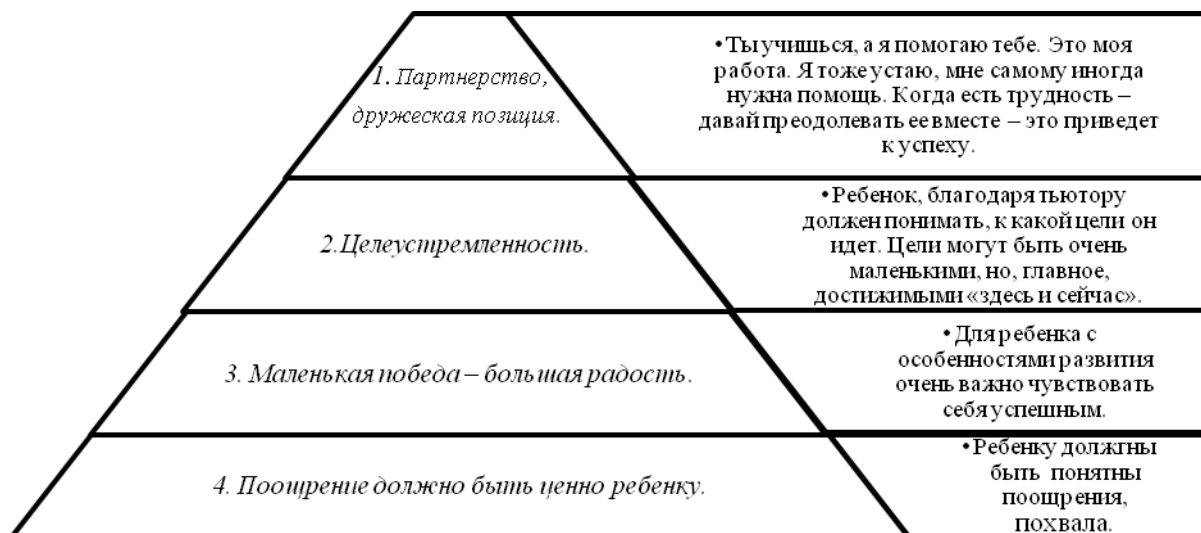 1. Партнерство,
дружеская позиция.
•Ты учишься, а я помогаю тебе. Это моя
работа. Я тоже устаю, мне самому иногда
нужна помощь. Когда есть трудность –
давай преодолевать ее вместе – это приведет
к успеху.
2.Целеустремленность.
•Ребенок, благодаря тьютору
должен понимать, к какой цели он
идет. Цели могут быть очень
маленькими, но, главное,
достижимыми «здесь и сейчас».
3. Маленькая победа – большая радость.
•Для ребенка с
особенностями развития
очень важно чувствовать
себя успешным.
4. Поощрение должно быть ценно ребенку.
•Ребенку должгны
быть понятны
поощрения,
похвала.